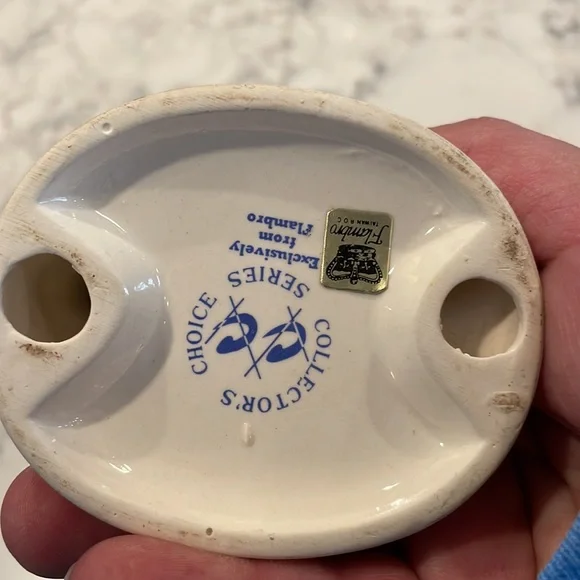 COLLECTOR'S
CHOICE
SERIES
Exclusively
from
Flambro
Flambro
TAIWAN R.O.C.